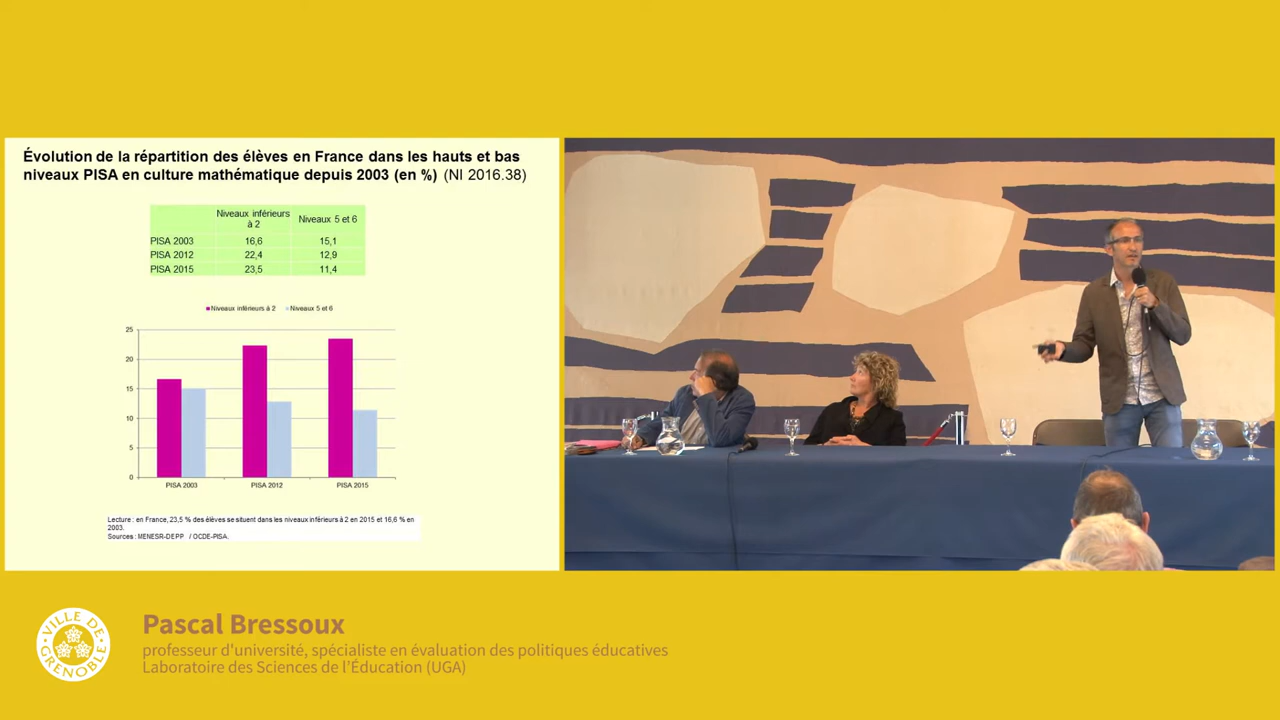 Évolution de la répartition des élèves en France dans les hauts et bas
niveaux PISA en culture mathématique depuis 2003 (en %) (NI 2016.38)
Niveaux inférieurs
à 2
Niveaux 5 et 6
PISA 2003 16,6 15,1
PISA 2012 22,4 12,9
PISA 2015 23,5 11,4
Niveaux inférieurs à 2 Niveaux 5 et 6
25
20
15
10
5
0
PISA 2003 PISA 2012 PISA 2015
Lecture : en France, 23,5 % des élèves se situent dans les niveaux inférieurs à 2 en 2015 et 16,6 % en
2003.
Sources : MENESR-DEPP / OCDE-PISA.
VILLE DE
GRENOBLE
Pascal Bressoux
professeur d'université, spécialiste en évaluation des politiques éducatives
Laboratoire des Sciences de l'Éducation (UGA)